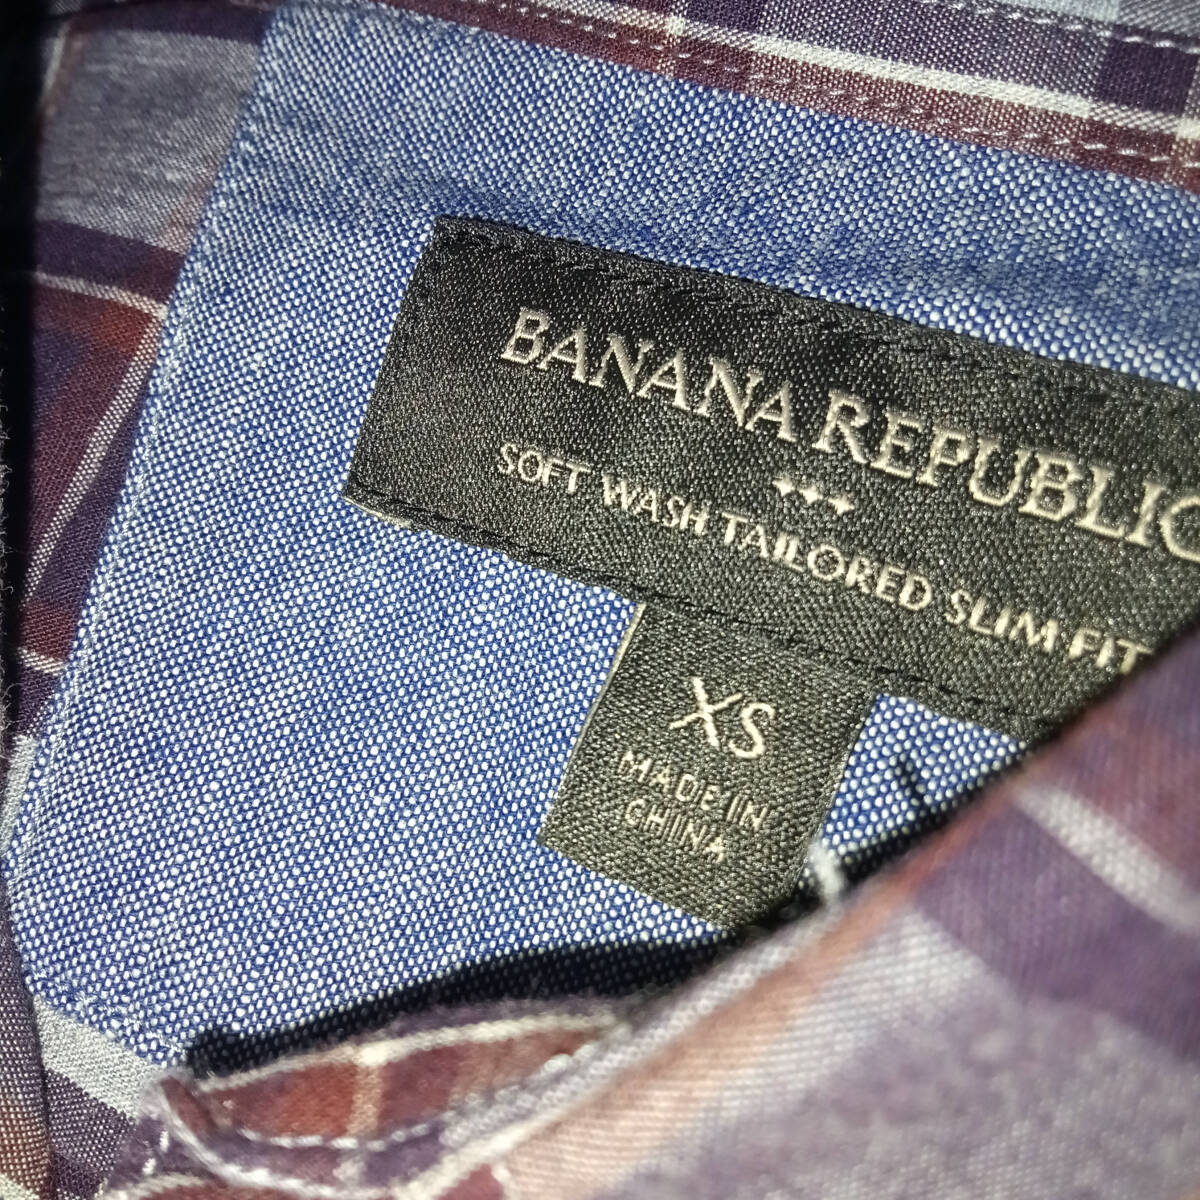 BANANA REPUBLIC
SOFT WASH TAILORED SLIM FIT
XS
MADE IN
CHINA